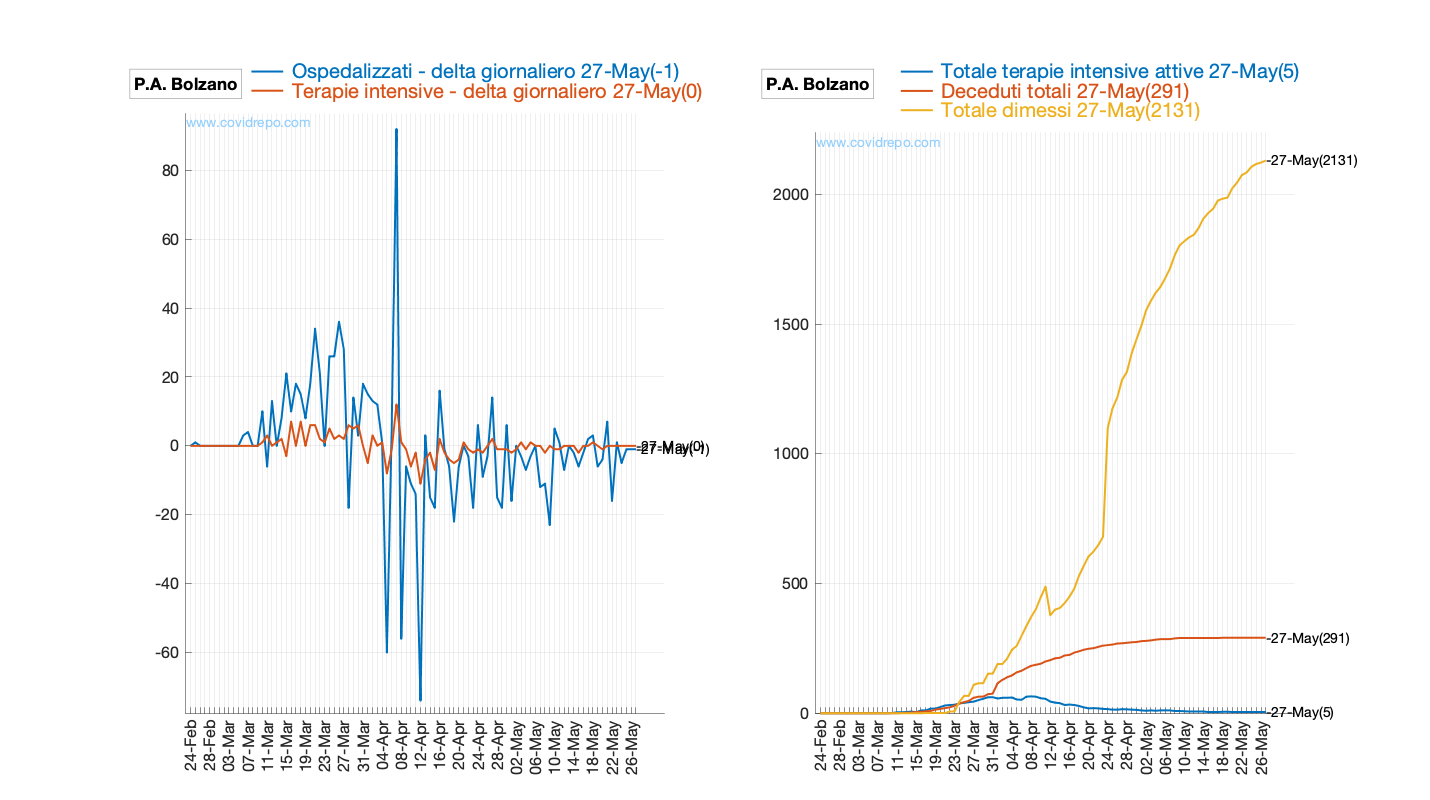 P.A. Bolzano
Ospedalizzati - delta giornaliero 27-May(-1)
Terapie intensive - delta giornaliero 27-May(0)
www.covidrepo.com
80
60
40
20
0
-20
-40
-60
-27-May(0)
-27-May(-1)
24-Feb
28-Feb
03-Mar
07-Mar
11-Mar
15-Mar
19-Mar
23-Mar
27-Mar
31-Mar
04-Apr
08-Apr
12-Apr
16-Apr
20-Apr
24-Apr
28-Apr
02-May
06-May
10-May
14-May
18-May
22-May
26-May
P.A. Bolzano
Totale terapie intensive attive 27-May(5)
Deceduti totali 27-May(291)
Totale dimessi 27-May(2131)
www.covidrepo.com
2000
1500
1000
500
0
-27-May(2131)
-27-May(291)
-27-May(5)
24-Feb
28-Feb
03-Mar
07-Mar
11-Mar
15-Mar
19-Mar
23-Mar
27-Mar
31-Mar
04-Apr
08-Apr
12-Apr
16-Apr
20-Apr
24-Apr
28-Apr
02-May
06-May
10-May
14-May
18-May
22-May
26-May